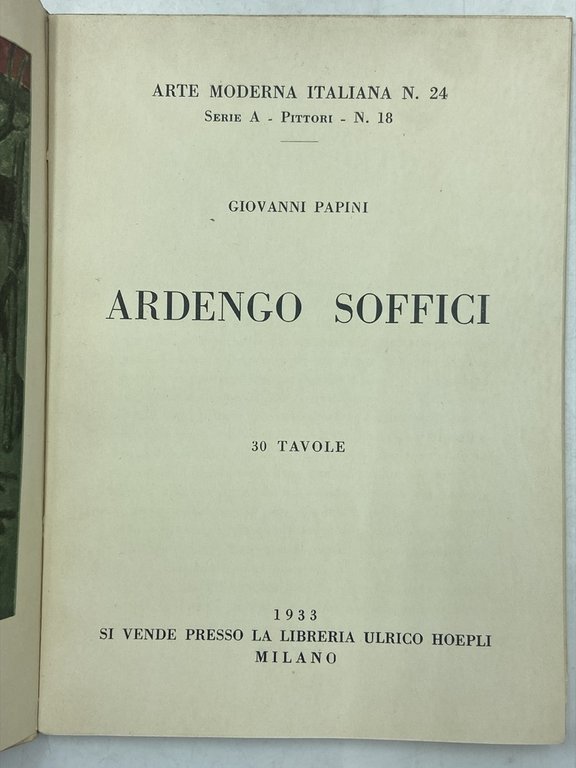 ARTE MODERNA ITALIANA N. 24
SERIE A - PITTORI - N. 18
GIOVANNI PAPINI
ARDENGO SOFFICI
30 TAVOLE
1933
SI VENDE PRESSO LA LIBRERIA ULRICO HOEPLI
MILANO